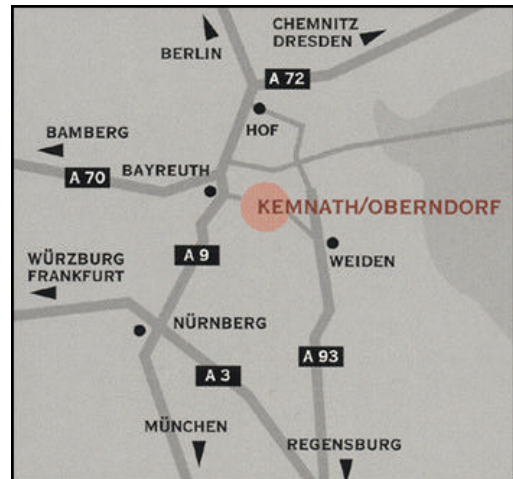 CHEMNITZ
DRESDEN
BERLIN
A 72
HOF
BAMBERG
A 70
BAYREUTH
KEMNATH/OBERNDORF
WÜRZBURG
FRANKFURT
A 9
WEIDEN
NÜRNBERG
A 93
A 3
MÜNCHEN
REGENSBURG